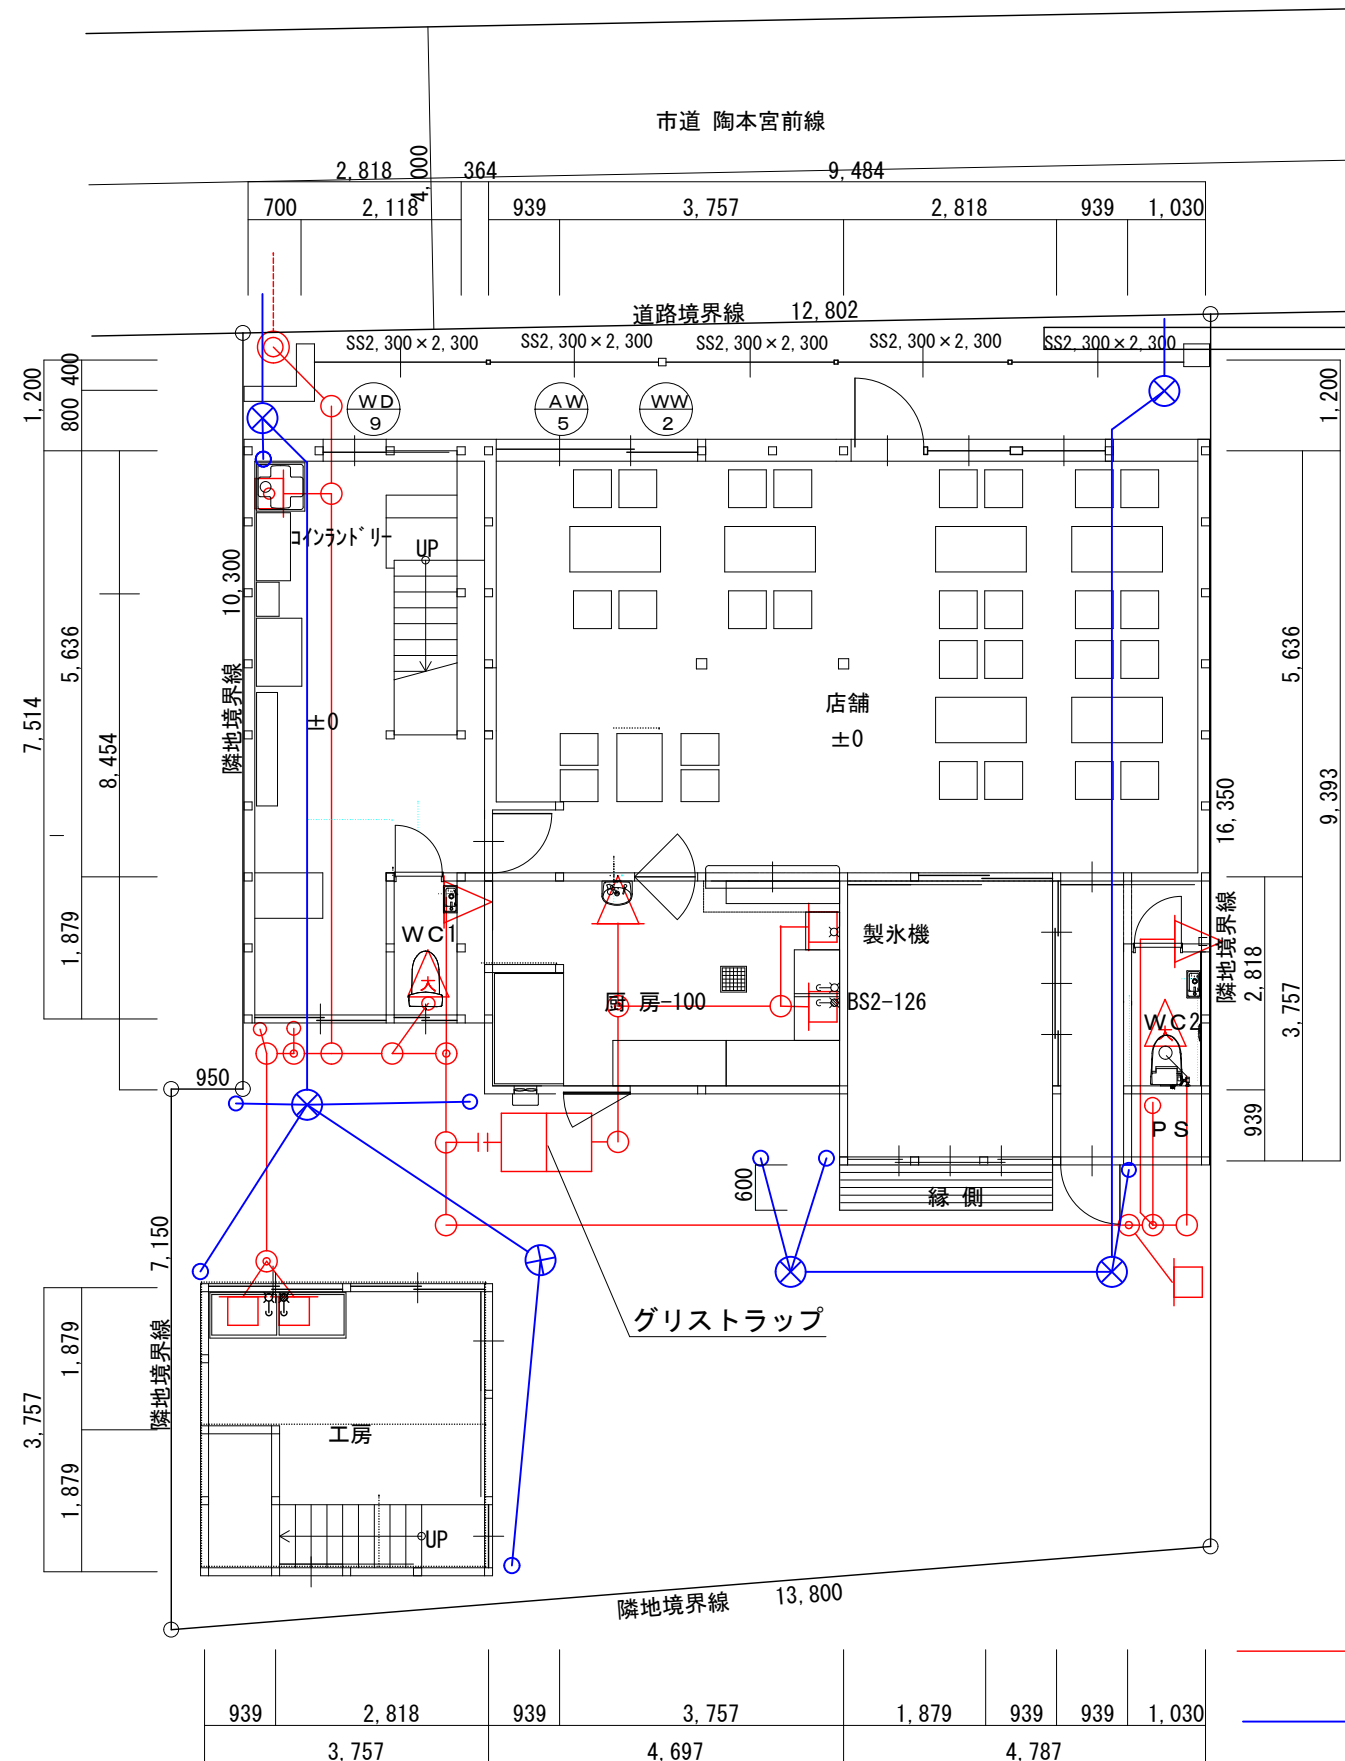 市道 陶本宮前線
4,000
2,818
364
9,484
700
2,118
939
3,757
2,818
939
1,030
道路境界線
12,802
SS2,300×2,300
SS2,300×2,300
SS2,300×2,300
SS2,300×2,300
SS2,300×2,300
1,200
400
800
WD
9
AW
5
WW
2
1,200
コインランドリー
UP
10,300
隣地境界線
±0
店舗
±0
5,636
7,514
8,454
1,879
5,636
9,393
16,350
隣地境界線
2,818
3,757
939
WC1
大
厨 房-100
製氷機
BS2-126
WC2
PS
950
600
縁 側
7,150
隣地境界線
グリストラップ
1,879
3,757
1,879
工房
UP
隣地境界線
13,800
939
2,818
939
3,757
1,879
939
939
1,030
3,757
4,697
4,787